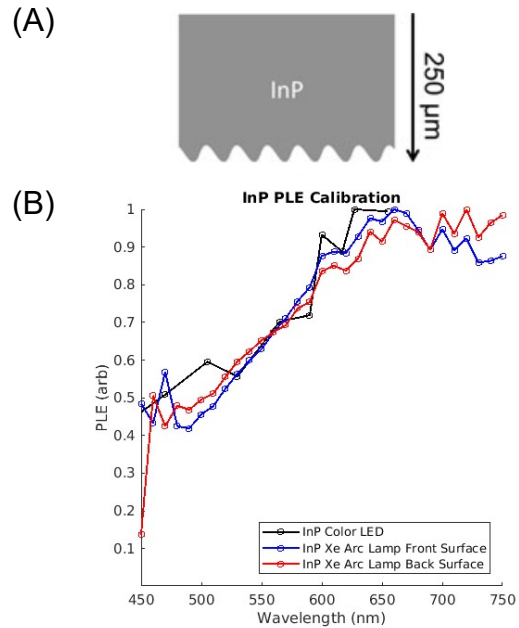 (A)
InP
250 μm
(B)
InP PLE Calibration
1
0.9
0.8
0.7
0.6
0.5
0.4
0.3
0.2
0.1
PLE (arb)
InP Color LED
InP Xe Arc Lamp Front Surface
InP Xe Arc Lamp Back Surface
450 500 550 600 650 700 750
Wavelength (nm)